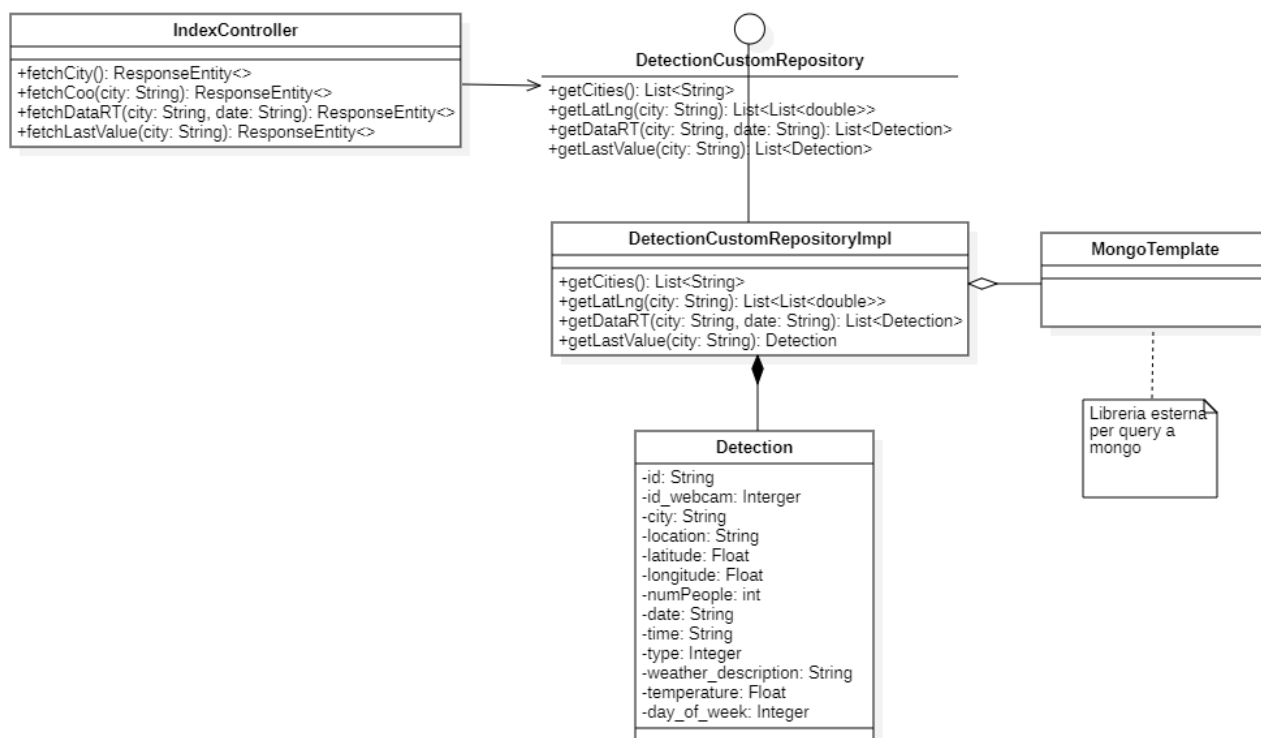 IndexController
+fetchCity(): ResponseEntity<>
+fetchCoo(city: String): ResponseEntity<>
+fetchDataRT(city: String, date: String): ResponseEntity<>
+fetchLastValue(city: String): ResponseEntity<>
DetectionCustomRepository
+getCities(): List<String>
+getLatLng(city: String): List<List<double>>
+getDataRT(city: String, date: String): List<Detection>
+getLastValue(city: String): List<Detection>
DetectionCustomRepositoryImpl
+getCities(): List<String>
+getLatLng(city: String): List<List<double>>
+getDataRT(city: String, date: String): List<Detection>
+getLastValue(city: String): Detection
MongoTemplate
Libreria esterna
per query a
mongo
Detection
-id: String
-id_webcam: Interger
-city: String
-location: String
-latitude: Float
-longitude: Float
-numPeople: int
-date: String
-time: String
-type: Integer
-weather_description: String
-temperature: Float
-day_of_week: Integer